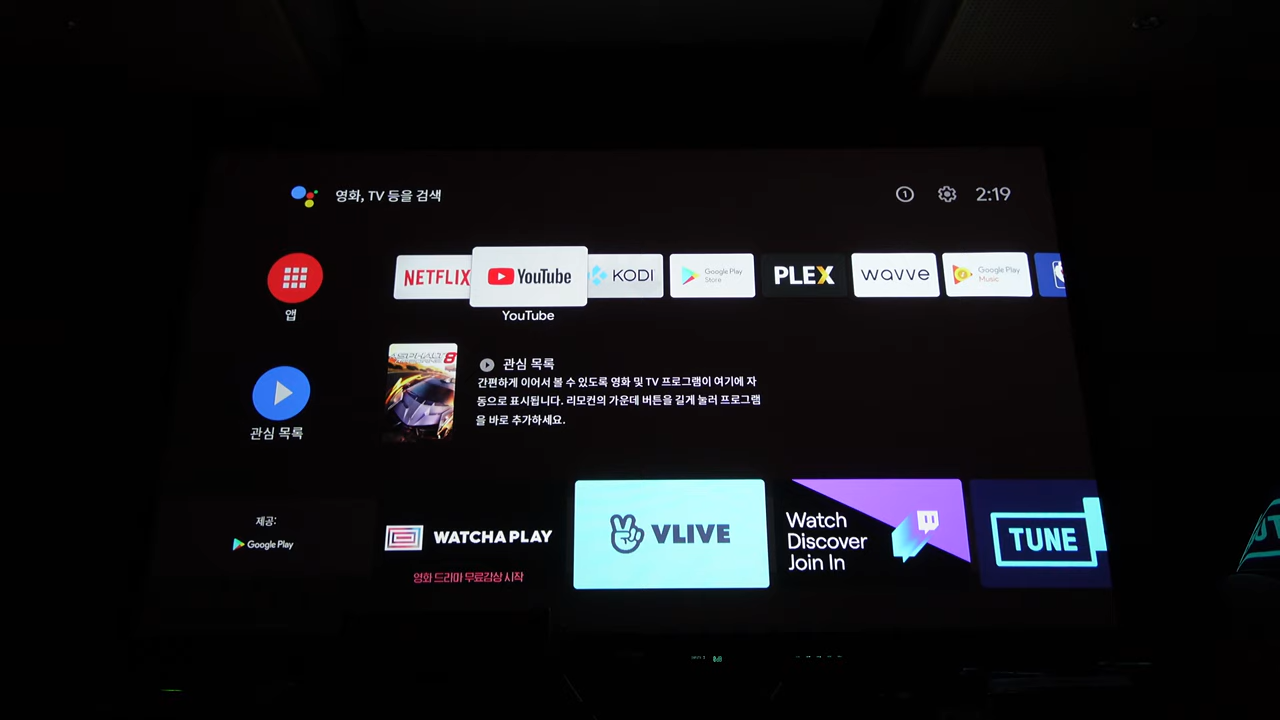 영화, TV 등을 검색
2:19
앱
NETFLIX
YouTube
KODI
Google Play
Store
PLEX
wavve
Google Play
Music
YouTube
ASPHALT 8
관심 목록
관심 목록
간편하게 이어서 볼 수 있도록 영화 및 TV 프로그램이 여기에 자
동으로 표시됩니다. 리모컨의 가운데 버튼을 길게 눌러 프로그램
을 바로 추가하세요.
제공:
Google Play
WATCHA PLAY
영화 드라마 무료감상 시작
VLIVE
Watch
Discover
Join In
TUNE